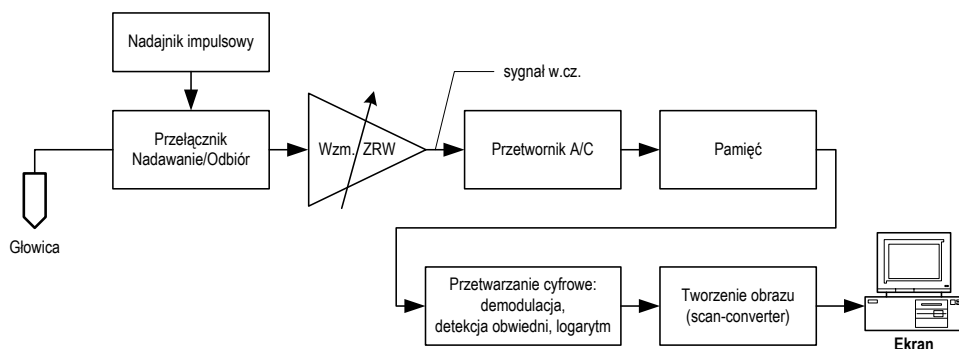 Nadajnik impulsowy
sygnał w.cz.
Przełącznik
Nadawanie/Odbiór
Wzm. ZRW
Przetwornik A/C
Pamięć
Głowica
Przetwarzanie cyfrowe:
demodulacja,
detekcja obwiedni, logarytm
Tworzenie obrazu
(scan-converter)
Ekran